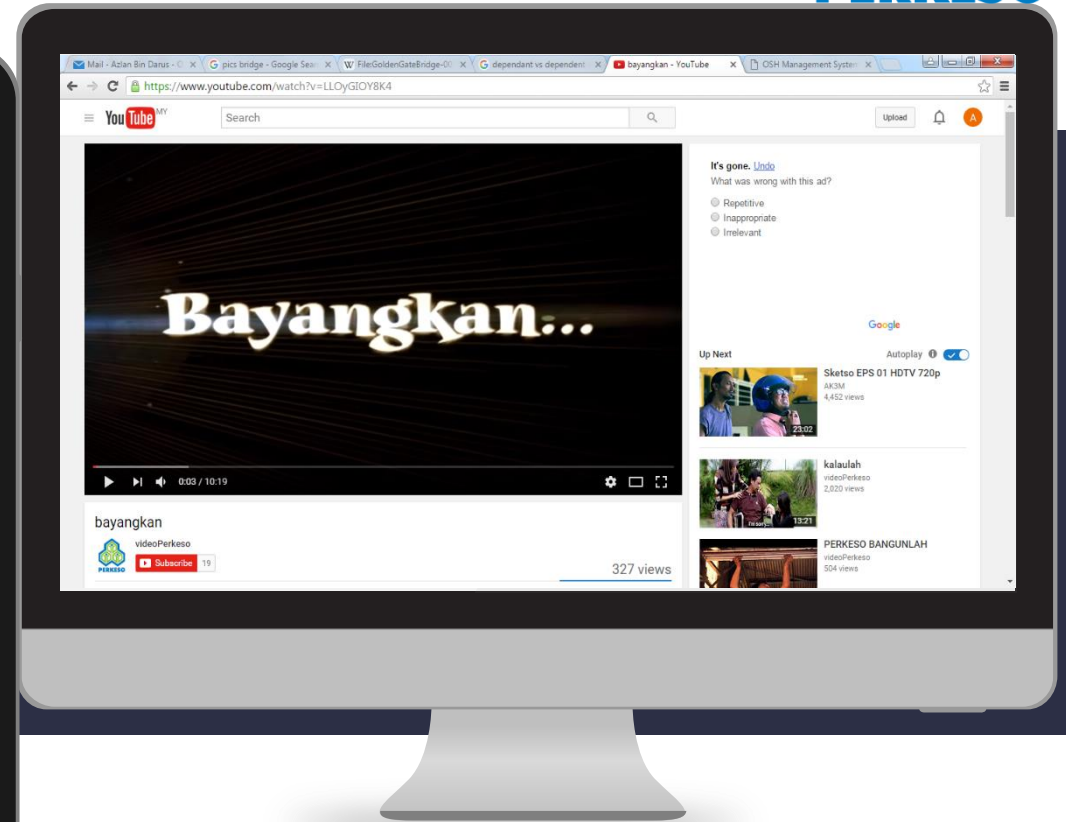 PERKESO
Mail - Azlan Bin Darus - O
pics bridge - Google Sear
File:GoldenGateBridge-00
dependant vs dependent
bayangkan - YouTube
OSH Management System
https://www.youtube.com/watch?v=LLOyGIOY8K4
YouTube MY
Search
Upload
A
Bayangkan...
0:03 / 10:19
bayangkan
videoPerkeso
PERKESO
Subscribe 19
327 views
It's gone. Undo
What was wrong with this ad?
Repetitive
Inappropriate
Irrelevant
Google
Up Next
Autoplay
Sketso EPS 01 HDTV 720p
AK3M
4,452 views
23:02
kalaulah
videoPerkeso
2,020 views
I'm sorry...
13:21
PERKESO BANGUNLAH
videoPerkeso
504 views